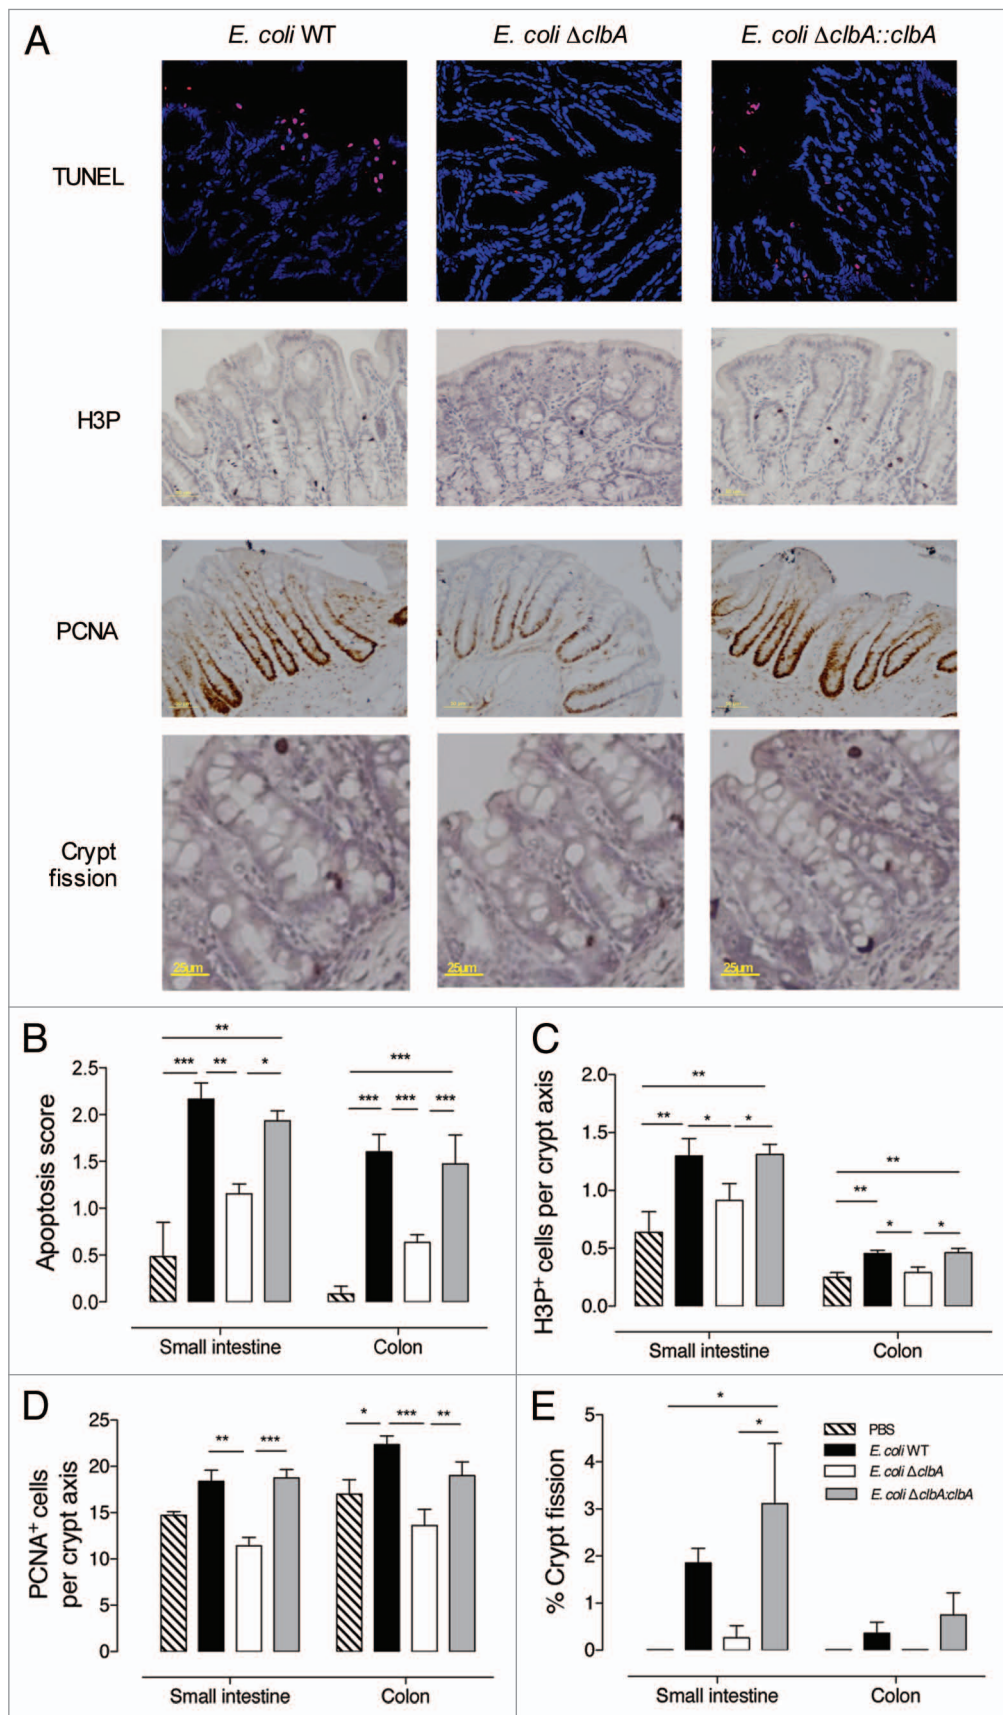 A
E. coli WT
E. coli ΔclbA
E. coli ΔclbA::clbA
TUNEL
H3P
PCNA
Crypt
fission
25µm
25µm
25µm
B
Apoptosis score
2.5
2.0
1.5
1.0
0.5
0.0
**
***
**
*
***
***
***
***
Small intestine
Colon
C
H3P+ cells per crypt axis
2.0
1.5
1.0
0.5
0.0
**
**
*
*
**
**
*
*
Small intestine
Colon
D
PCNA+ cells
per crypt axis
25
20
15
10
5
0
**
***
*
***
**
Small intestine
Colon
E
% Crypt fission
5
4
3
2
1
0
*
*
PBS
E. coli WT
E. coli ΔclbA
E. coli ΔclbA:clbA
Small intestine
Colon